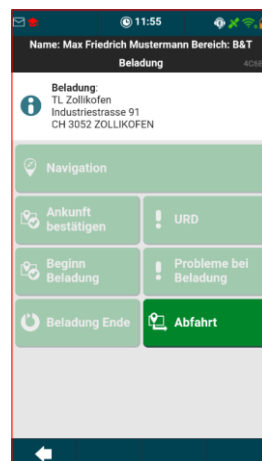 11:55
Name: Max Friedrich Mustermann Bereich: B&T
Beladung
Beladung:
TL Zollikofen
Industriestrasse 91
CH 3052 ZOLLIKOFEN
Navigation
Ankunft
bestätigen
URD
Beginn
Beladung
Probleme bei
Beladung
Beladung Ende
Abfahrt